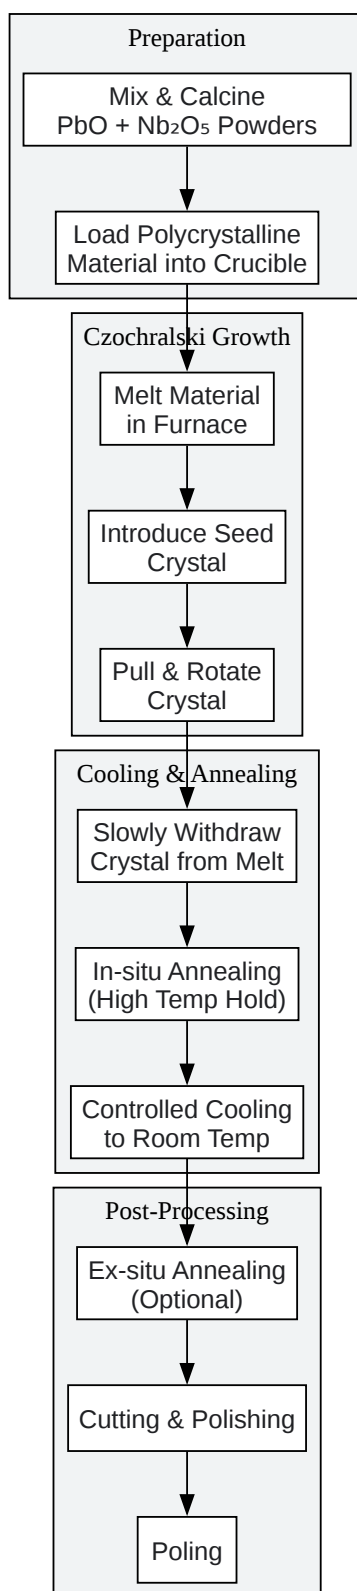 Preparation
Mix & Calcine
PbO + Nb₂O₅ Powders
Load Polycrystalline
Material into Crucible
Czochralski Growth
Melt Material
in Furnace
Introduce Seed
Crystal
Pull & Rotate
Crystal
Cooling & Annealing
Slowly Withdraw
Crystal from Melt
In-situ Annealing
(High Temp Hold)
Controlled Cooling
to Room Temp
Post-Processing
Ex-situ Annealing
(Optional)
Cutting & Polishing
Poling